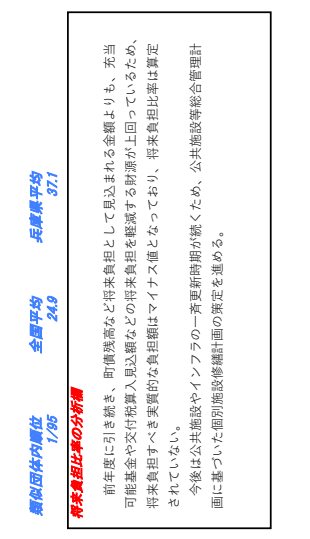 類似団体内順位 全国平均 兵庫県平均
1/95 24.9 37.1
将来負担比率の分析欄
前年度に引き続き、町債残高など将来負担として見込まれる金額よりも、充当
可能基金や交付税算入見込額などの将来負担を軽減する財源が上回っているため、
将来負担すべき実質的な負担額はマイナス値となっており、将来負担比率は算定
されていない。
今後は公共施設やインフラの一斉更新時期が続くため、公共施設等総合管理計
画に基づいた個別施設修繕計画の策定を進める。